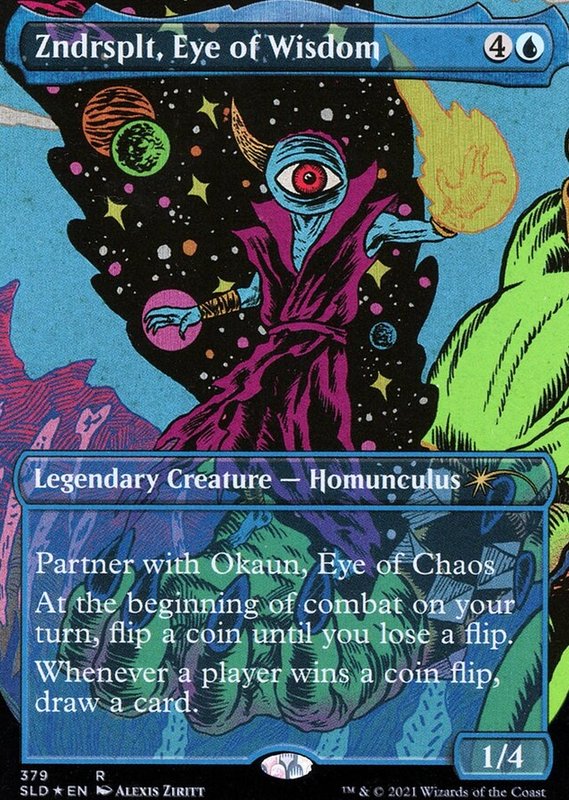 Zndrsplt, Eye of Wisdom 4
Legendary Creature — Homunculus
Partner with Okaun, Eye of Chaos
At the beginning of combat on your
turn, flip a coin until you lose a flip.
Whenever a player wins a coin flip,
draw a card.
1/4
379 R
SLD ★ EN Alexis Ziritt
™ & © 2021 Wizards of the Coast